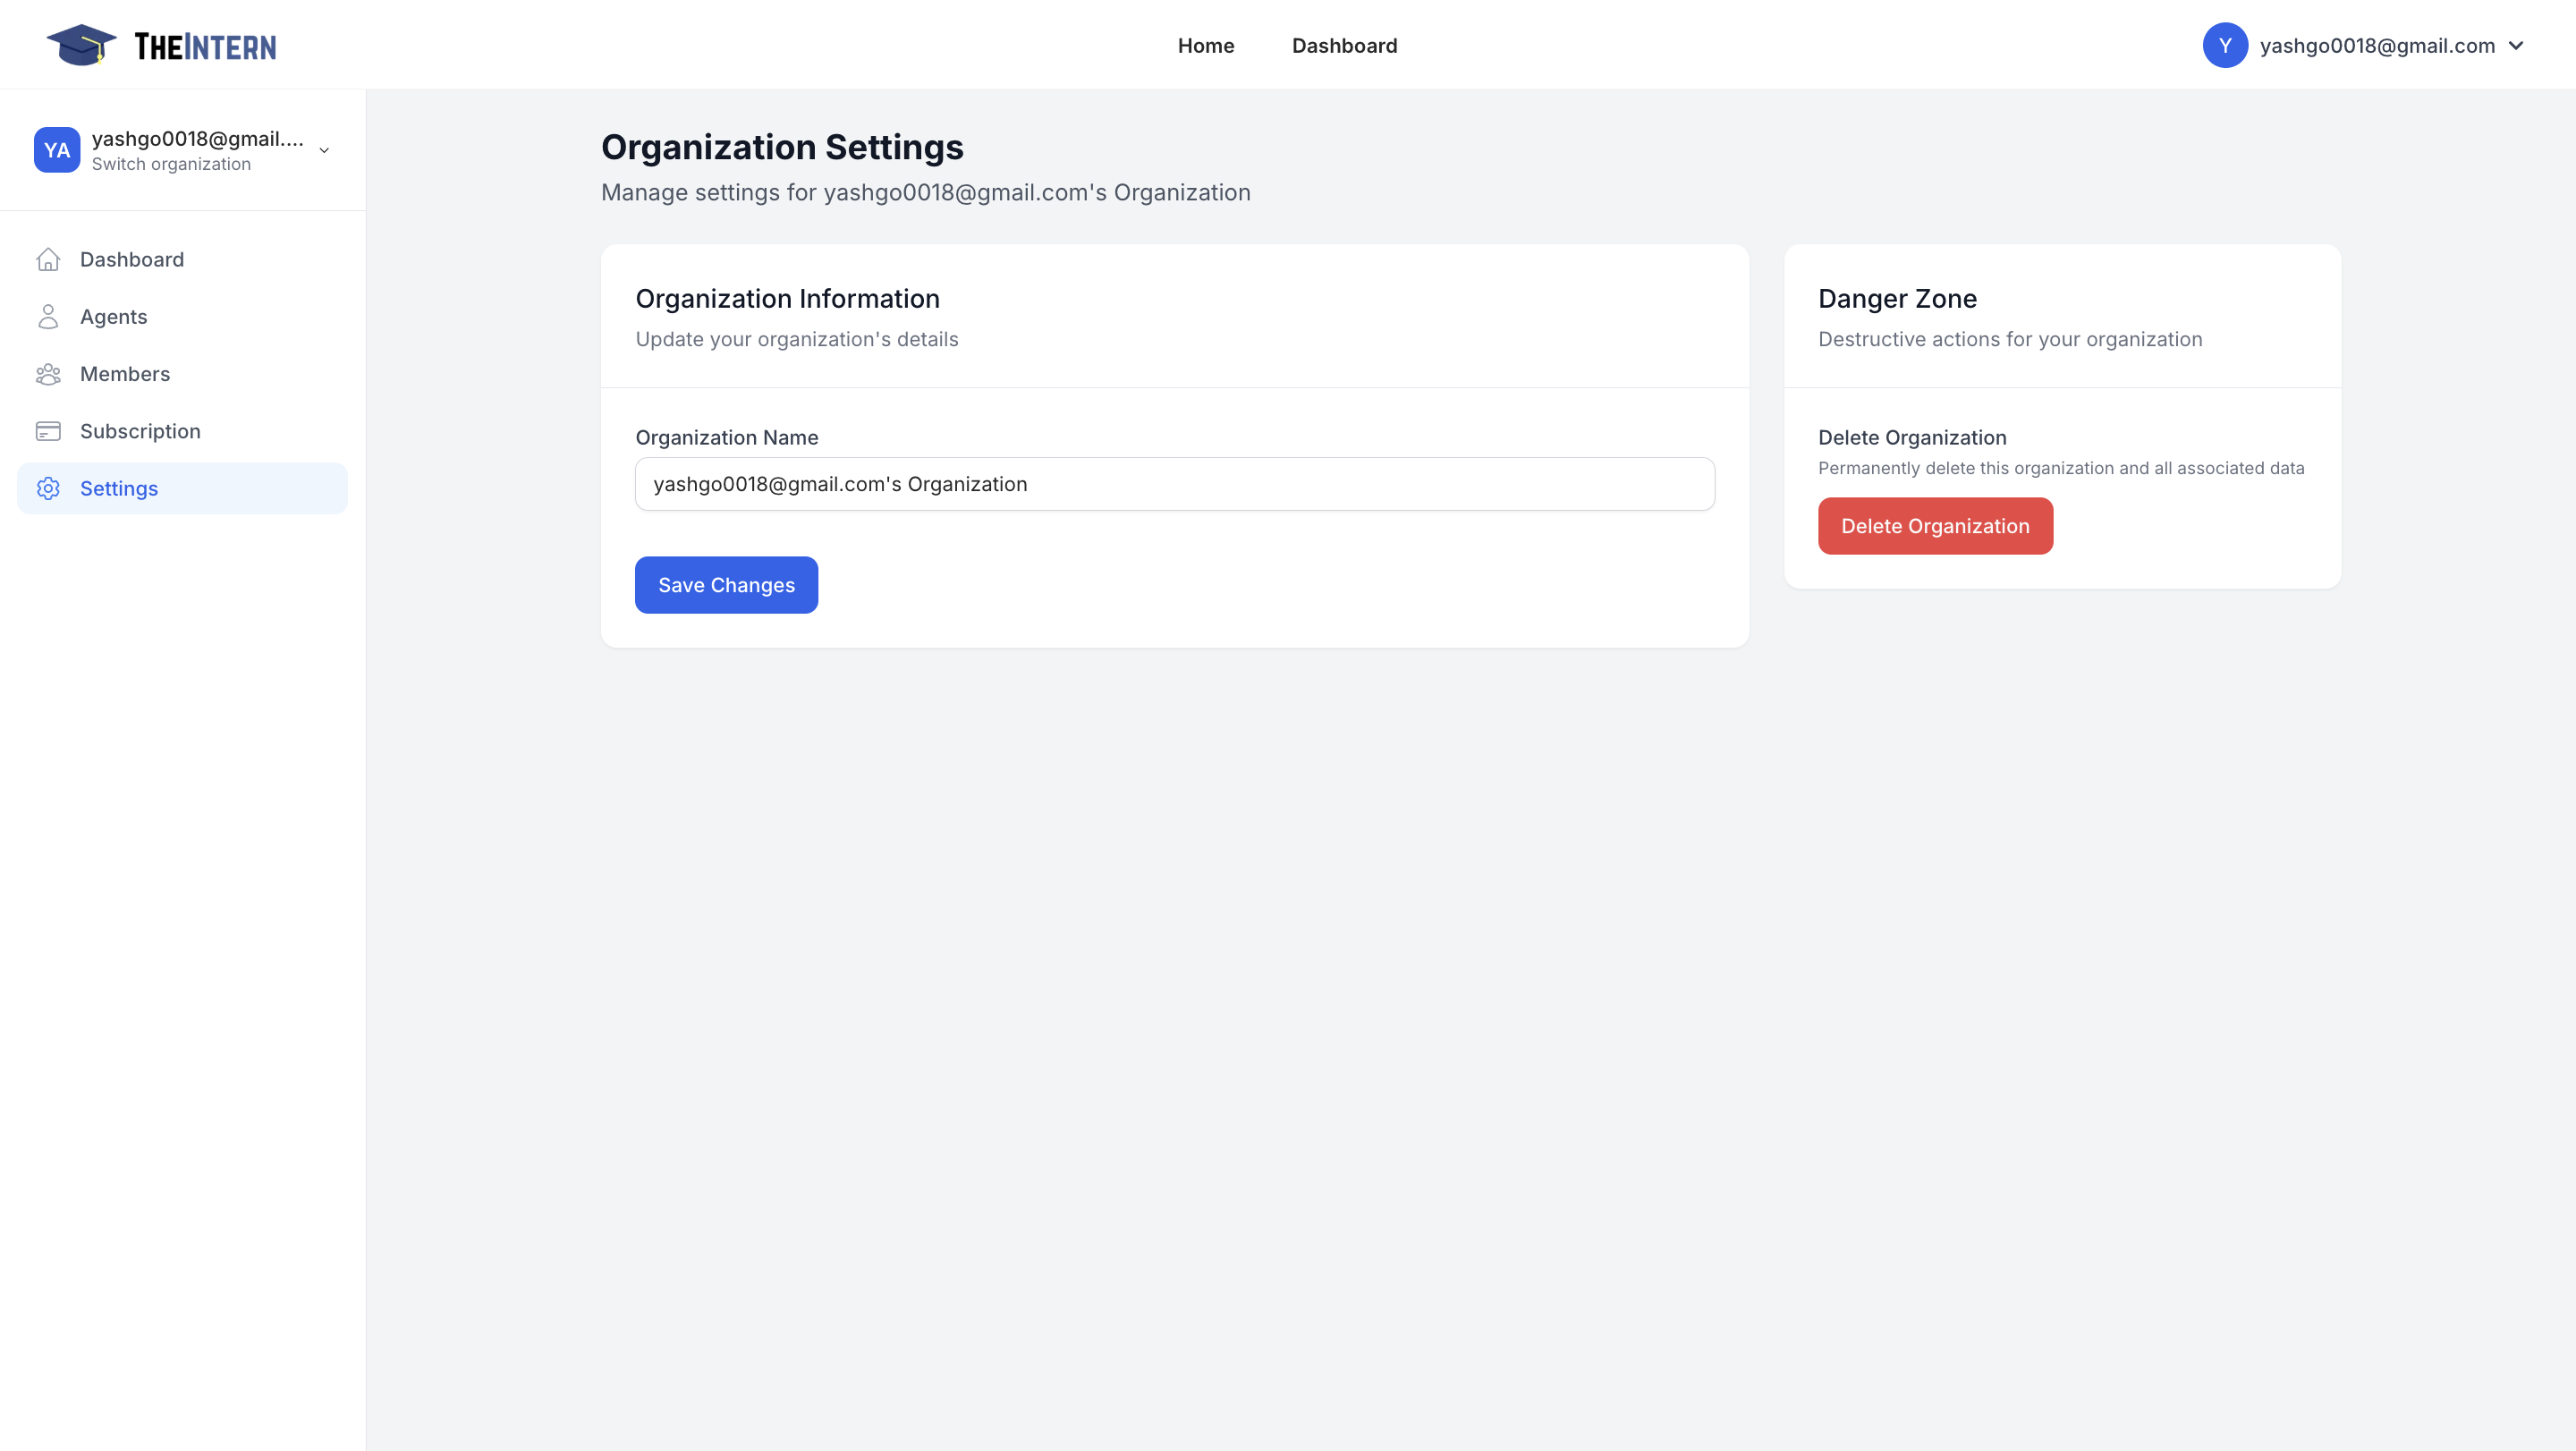 THEINTERN
Home
Dashboard
Y
yashgo0018@gmail.com
YA
yashgo0018@gmail....
Switch organization
Dashboard
Agents
Members
Subscription
Settings
Organization Settings
Manage settings for yashgo0018@gmail.com's Organization
Organization Information
Update your organization's details
Organization Name
yashgo0018@gmail.com's Organization
Save Changes
Danger Zone
Destructive actions for your organization
Delete Organization
Permanently delete this organization and all associated data
Delete Organization